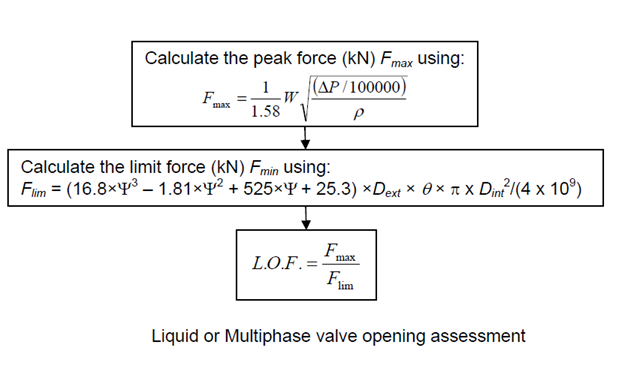 Calculate the peak force (kN) Fmax using:
Fmax = 1/1.58 W √((ΔP/100000)/ρ)
Calculate the limit force (kN) Fmin using:
Flim = (16.8×Ψ³ – 1.81×Ψ² + 525×Ψ + 25.3) ×Dext × θ × π x Dint²/(4 x 10⁹)
L.O.F. = Fmax/Flim
Liquid or Multiphase valve opening assessment